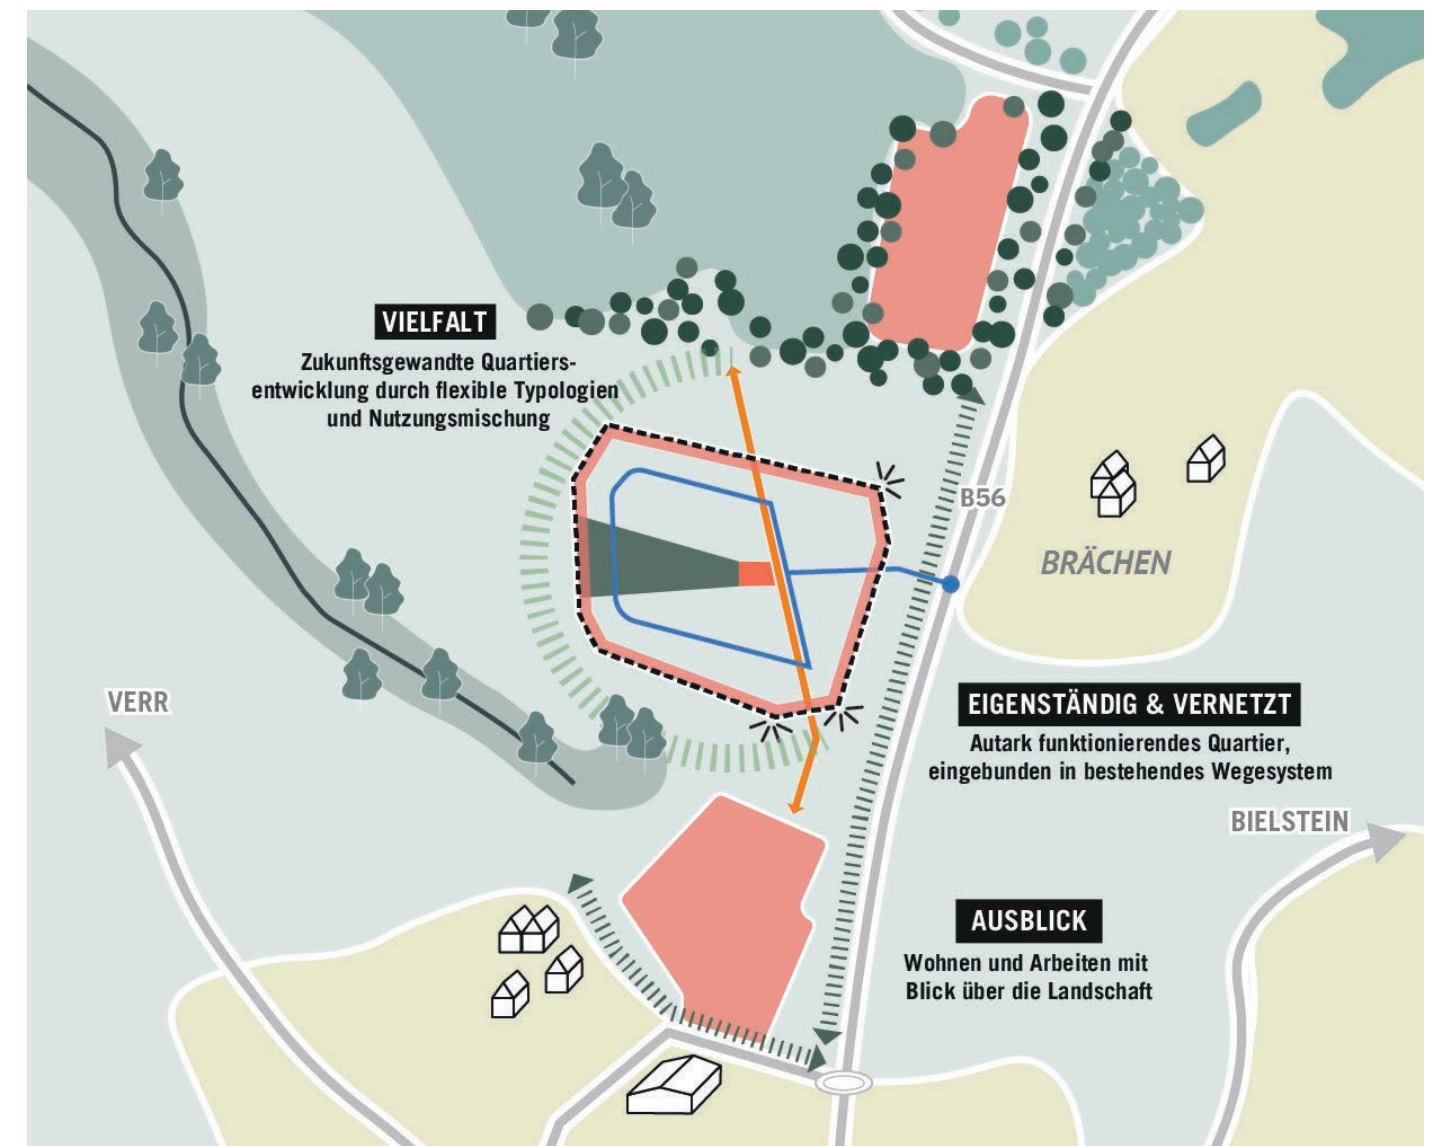 VIELFALT
Zukunftsgewandte Quartiers-
entwicklung durch flexible Typologien
und Nutzungsmischung
B56
BRÄCHEN
VERR
EIGENSTÄNDIG & VERNETZT
Autark funktionierendes Quartier,
eingebunden in bestehendes Wegesystem
BIELSTEIN
AUSBLICK
Wohnen und Arbeiten mit
Blick über die Landschaft